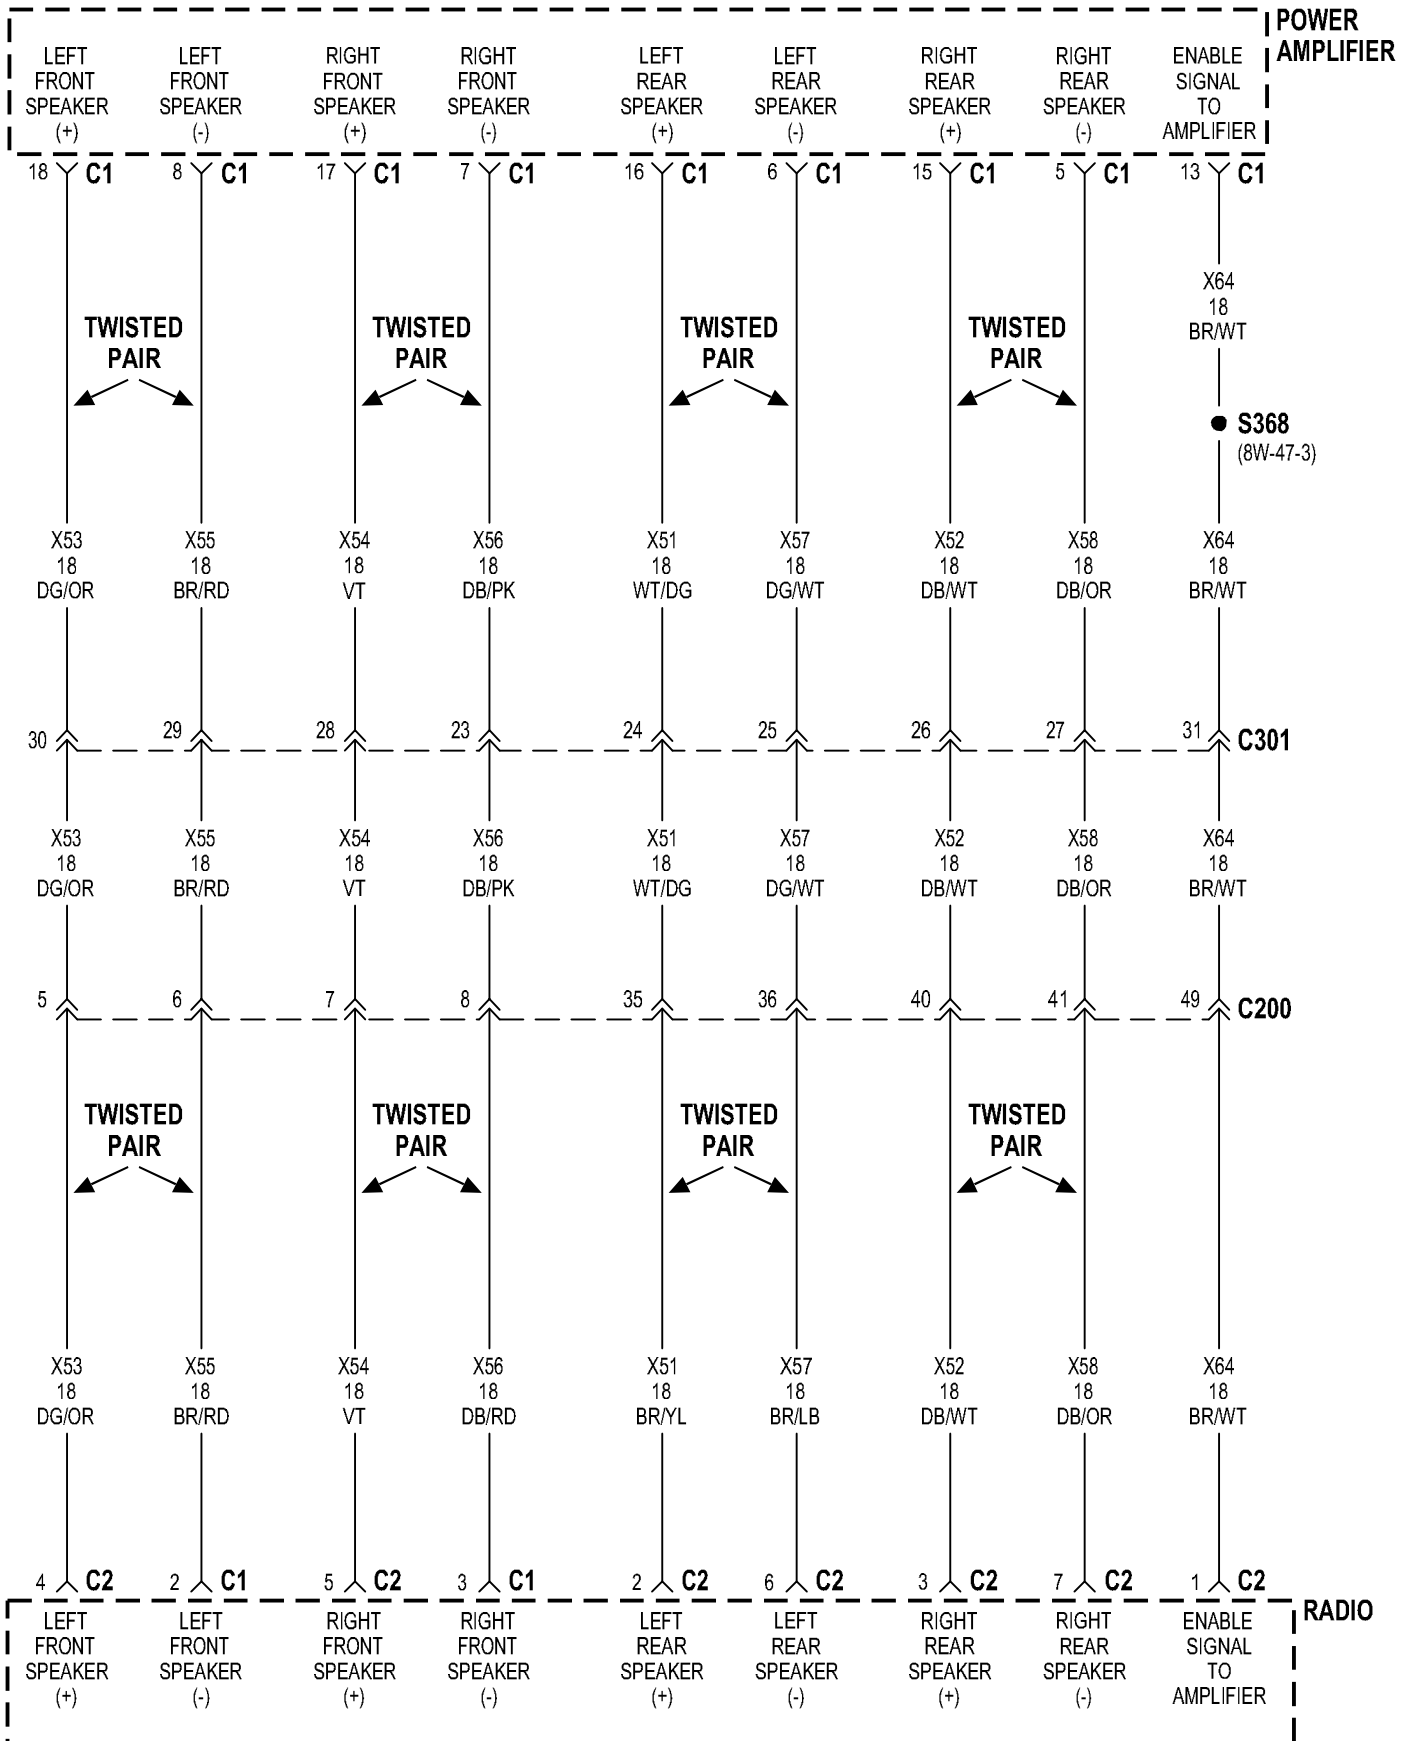 POWER
AMPLIFIER
LEFT FRONT SPEAKER (+)
LEFT FRONT SPEAKER (-)
RIGHT FRONT SPEAKER (+)
RIGHT FRONT SPEAKER (-)
LEFT REAR SPEAKER (+)
LEFT REAR SPEAKER (-)
RIGHT REAR SPEAKER (+)
RIGHT REAR SPEAKER (-)
ENABLE SIGNAL TO AMPLIFIER
18 C1 8 C1 17 C1 7 C1 16 C1 6 C1 15 C1 5 C1 13 C1
X64
18
BR/WT
TWISTED TWISTED TWISTED TWISTED
PAIR PAIR PAIR PAIR
S368
(8W-47-3)
X53 X55 X54 X56 X51 X57 X52 X58 X64
18 18 18 18 18 18 18 18 18
DG/OR BR/RD VT DB/PK WT/DG DG/WT DB/WT DB/OR BR/WT
30 29 28 23 24 25 26 27 31 C301
X53 X55 X54 X56 X51 X57 X52 X58 X64
18 18 18 18 18 18 18 18 18
DG/OR BR/RD VT DB/PK WT/DG DG/WT DB/WT DB/OR BR/WT
5 6 7 8 35 36 40 41 49 C200
TWISTED TWISTED TWISTED TWISTED
PAIR PAIR PAIR PAIR
X53 X55 X54 X56 X51 X57 X52 X58 X64
18 18 18 18 18 18 18 18 18
DG/OR BR/RD VT DB/RD BR/YL BR/LB DB/WT DB/OR BR/WT
4 C2 2 C1 5 C2 3 C1 2 C2 6 C2 3 C2 7 C2 1 C2
RADIO
LEFT FRONT SPEAKER (+)
LEFT FRONT SPEAKER (-)
RIGHT FRONT SPEAKER (+)
RIGHT FRONT SPEAKER (-)
LEFT REAR SPEAKER (+)
LEFT REAR SPEAKER (-)
RIGHT REAR SPEAKER (+)
RIGHT REAR SPEAKER (-)
ENABLE SIGNAL TO AMPLIFIER